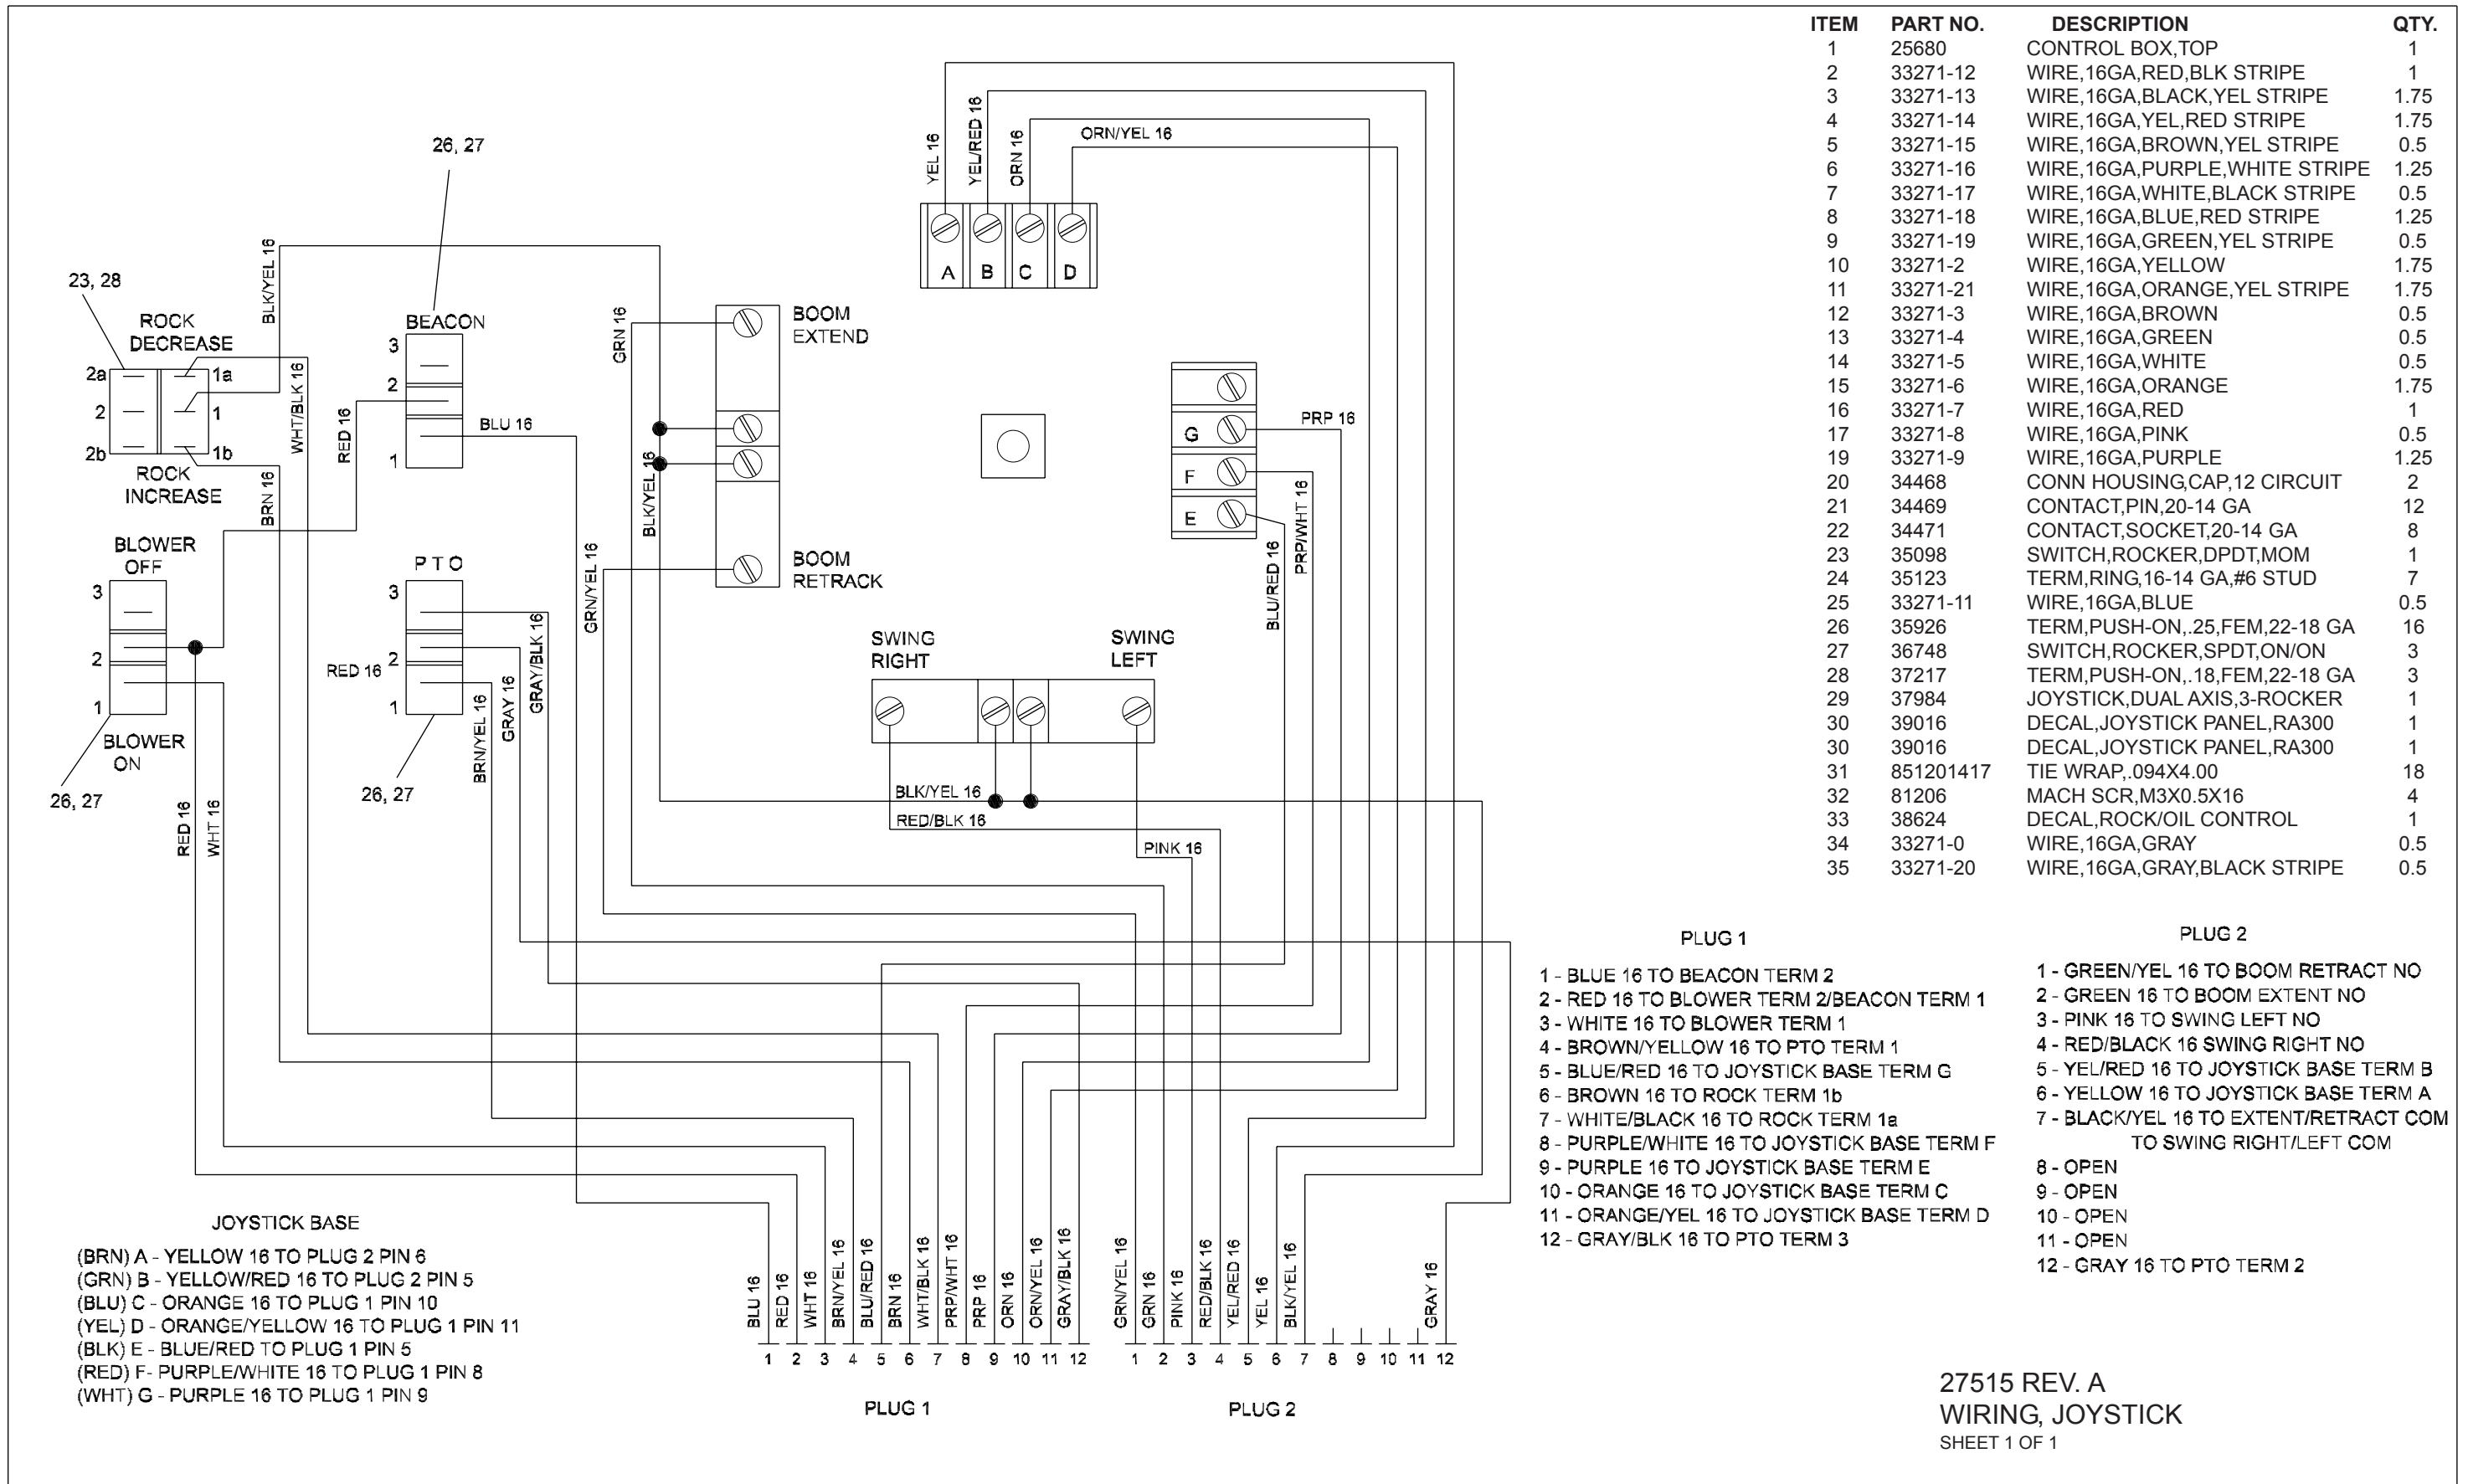 ITEM PART NO. DESCRIPTION QTY.
1 25680 CONTROL BOX,TOP 1
2 33271-12 WIRE,16GA,RED,BLK STRIPE 1
3 33271-13 WIRE,16GA,BLACK,YEL STRIPE 1.75
4 33271-14 WIRE,16GA,YEL,RED STRIPE 1.75
5 33271-15 WIRE,16GA,BROWN,YEL STRIPE 0.5
6 33271-16 WIRE,16GA,PURPLE,WHITE STRIPE 1.25
7 33271-17 WIRE,16GA,WHITE,BLACK STRIPE 0.5
8 33271-18 WIRE,16GA,BLUE,RED STRIPE 1.25
9 33271-19 WIRE,16GA,GREEN,YEL STRIPE 0.5
10 33271-2 WIRE,16GA,YELLOW 1.75
11 33271-21 WIRE,16GA,ORANGE,YEL STRIPE 1.75
12 33271-3 WIRE,16GA,BROWN 0.5
13 33271-4 WIRE,16GA,GREEN 0.5
14 33271-5 WIRE,16GA,WHITE 0.5
15 33271-6 WIRE,16GA,ORANGE 1.75
16 33271-7 WIRE,16GA,RED 1
17 33271-8 WIRE,16GA,PINK 0.5
19 33271-9 WIRE,16GA,PURPLE 1.25
20 34468 CONN HOUSING,CAP,12 CIRCUIT 2
21 34469 CONTACT,PIN,20-14 GA 12
22 34471 CONTACT,SOCKET,20-14 GA 8
23 35098 SWITCH,ROCKER,DPDT,MOM 1
24 35123 TERM,RING,16-14 GA,#6 STUD 7
25 33271-11 WIRE,16GA,BLUE 0.5
26 35926 TERM,PUSH-ON,.25,FEM,22-18 GA 16
27 36748 SWITCH,ROCKER,SPDT,ON/ON 3
28 37217 TERM,PUSH-ON,.18,FEM,22-18 GA 3
29 37984 JOYSTICK,DUAL AXIS,3-ROCKER 1
30 39016 DECAL,JOYSTICK PANEL,RA300 1
30 39016 DECAL,JOYSTICK PANEL,RA300 1
31 851201417 TIE WRAP,.094X4.00 18
32 81206 MACH SCR,M3X0.5X16 4
33 38624 DECAL,ROCK/OIL CONTROL 1
34 33271-0 WIRE,16GA,GRAY 0.5
35 33271-20 WIRE,16GA,GRAY,BLACK STRIPE 0.5
26, 27
23, 28
ROCK
DECREASE
2a
1a
2
1
2b
1b
ROCK
INCREASE
BLK/YEL 16
WHT/BLK 16
BRN 16
RED 16
BEACON
3
2
1
BLU 16
BLOWER
OFF
3
2
1
BLOWER
ON
26, 27
RED 16
WHT 16
P T O
3
2
1
RED 16
26, 27
BRN/YEL 16
GRAY 16
GRAY/BLK 16
GRN/YEL 16
GRN 16
BLK/YEL 16
BOOM
EXTEND
BOOM
RETRACK
YEL 16
YEL/RED 16
ORN 16
ORN/YEL 16
A
B
C
D
G
F
E
PRP 16
PRP/WHT 16
BLU/RED 16
SWING
RIGHT
SWING
LEFT
BLK/YEL 16
RED/BLK 16
PINK 16
PLUG 1
1 - BLUE 16 TO BEACON TERM 2
2 - RED 16 TO BLOWER TERM 2/BEACON TERM 1
3 - WHITE 16 TO BLOWER TERM 1
4 - BROWN/YELLOW 16 TO PTO TERM 1
5 - BLUE/RED 16 TO JOYSTICK BASE TERM G
6 - BROWN 16 TO ROCK TERM 1b
7 - WHITE/BLACK 16 TO ROCK TERM 1a
8 - PURPLE/WHITE 16 TO JOYSTICK BASE TERM F
9 - PURPLE 16 TO JOYSTICK BASE TERM E
10 - ORANGE 16 TO JOYSTICK BASE TERM C
11 - ORANGE/YEL 16 TO JOYSTICK BASE TERM D
12 - GRAY/BLK 16 TO PTO TERM 3
PLUG 2
1 - GREEN/YEL 16 TO BOOM RETRACT NO
2 - GREEN 16 TO BOOM EXTENT NO
3 - PINK 16 TO SWING LEFT NO
4 - RED/BLACK 16 SWING RIGHT NO
5 - YEL/RED 16 TO JOYSTICK BASE TERM B
6 - YELLOW 16 TO JOYSTICK BASE TERM A
7 - BLACK/YEL 16 TO EXTENT/RETRACT COM
TO SWING RIGHT/LEFT COM
8 - OPEN
9 - OPEN
10 - OPEN
11 - OPEN
12 - GRAY 16 TO PTO TERM 2
JOYSTICK BASE
(BRN) A - YELLOW 16 TO PLUG 2 PIN 6
(GRN) B - YELLOW/RED 16 TO PLUG 2 PIN 5
(BLU) C - ORANGE 16 TO PLUG 1 PIN 10
(YEL) D - ORANGE/YELLOW 16 TO PLUG 1 PIN 11
(BLK) E - BLUE/RED TO PLUG 1 PIN 5
(RED) F- PURPLE/WHITE 16 TO PLUG 1 PIN 8
(WHT) G - PURPLE 16 TO PLUG 1 PIN 9
BLU 16
RED 16
WHT 16
BRN/YEL 16
BLU/RED 16
BRN 16
WHT/BLK 16
PRP/WHT 16
PRP 16
ORN 16
ORN/YEL 16
GRAY/BLK 16
1 2 3 4 5 6 7 8 9 10 11 12
PLUG 1
GRN/YEL 16
GRN 16
PINK 16
RED/BLK 16
YEL/RED 16
YEL 16
BLK/YEL 16
GRAY 16
1 2 3 4 5 6 7 8 9 10 11 12
PLUG 2
27515 REV. A
WIRING, JOYSTICK
SHEET 1 OF 1